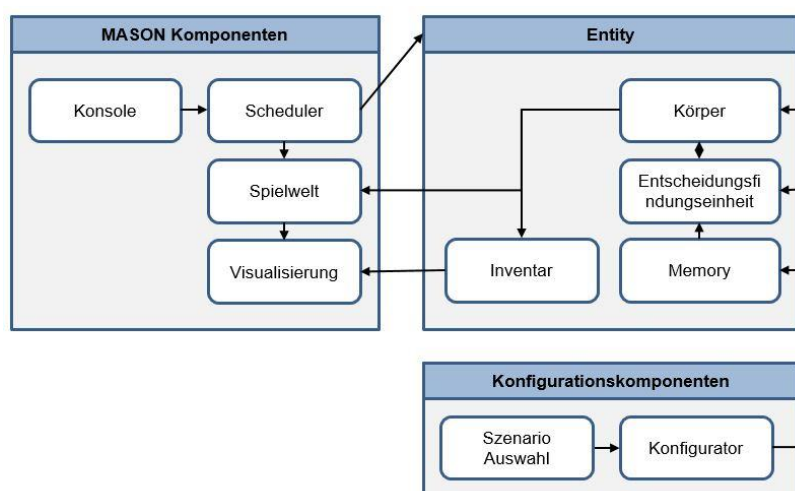 MASON Komponenten
Entity
Konsole
Scheduler
Körper
Spielwelt
Entscheidungsfi
ndungseinheit
Visualisierung
Inventar
Memory
Konfigurationskomponenten
Szenario
Auswahl
Konfigurator